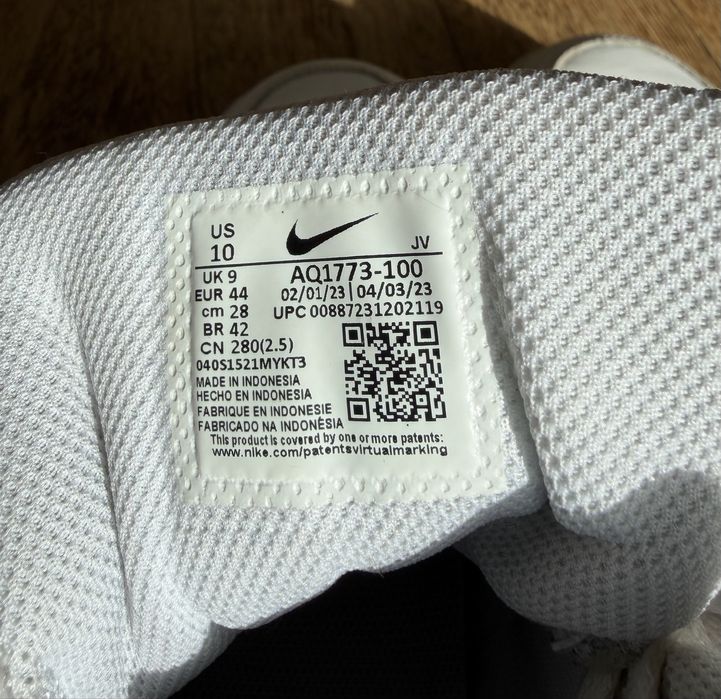 US
10
JV
UK 9
AQ1773-100
EUR 44
02/01/23 | 04/03/23
cm 28
UPC 00887231202119
BR 42
CN 280(2.5)
040S1521MYKT3
MADE IN INDONESIA
HECHO EN INDONESIA
FABRIQUE EN INDONESIE
FABRICADO NA INDONÉSIA
This product is covered by one or more patents:
www.nike.com/patentsvirtualmarking